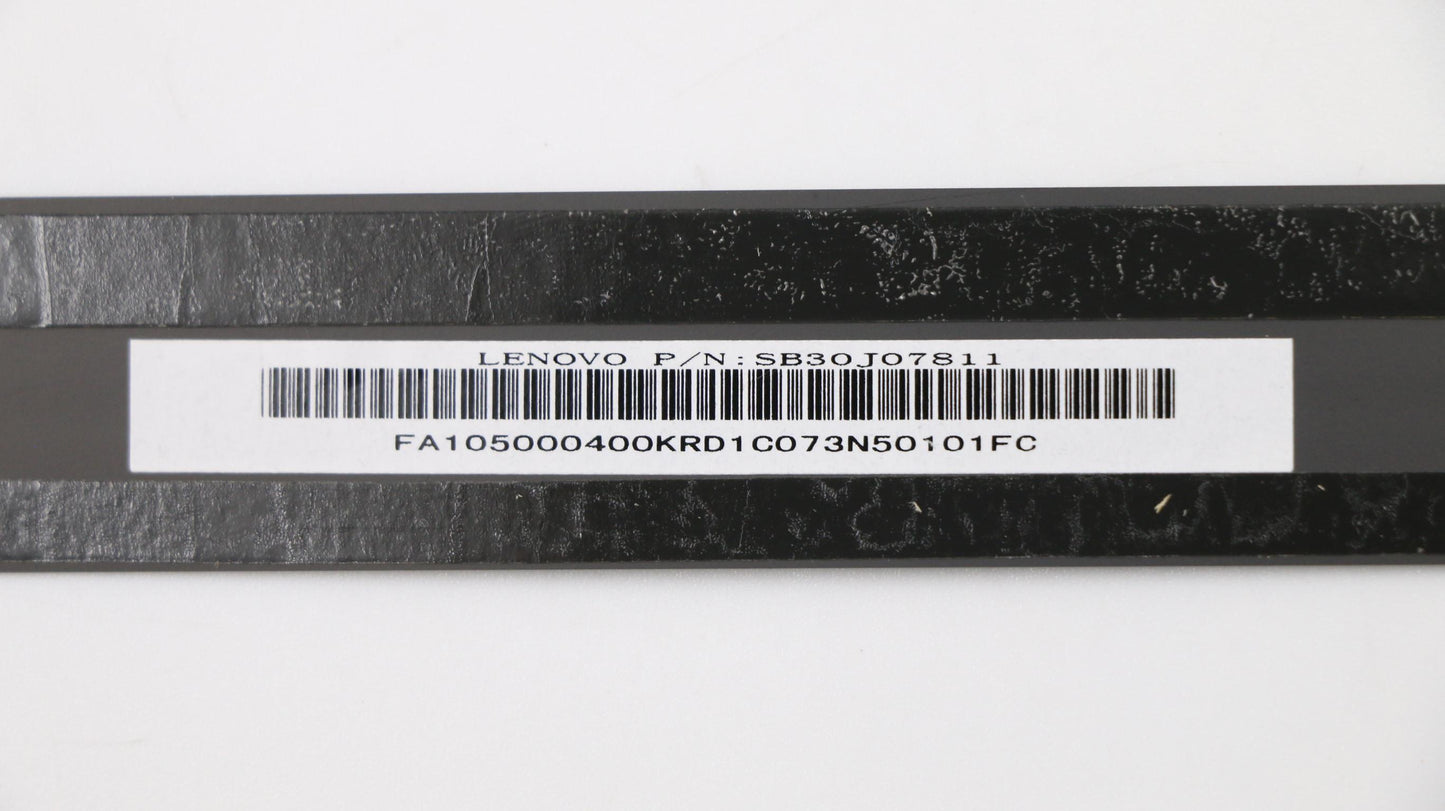 LENOVO P/N:SB30J07811
FA105000400KRD1C073N50101FC